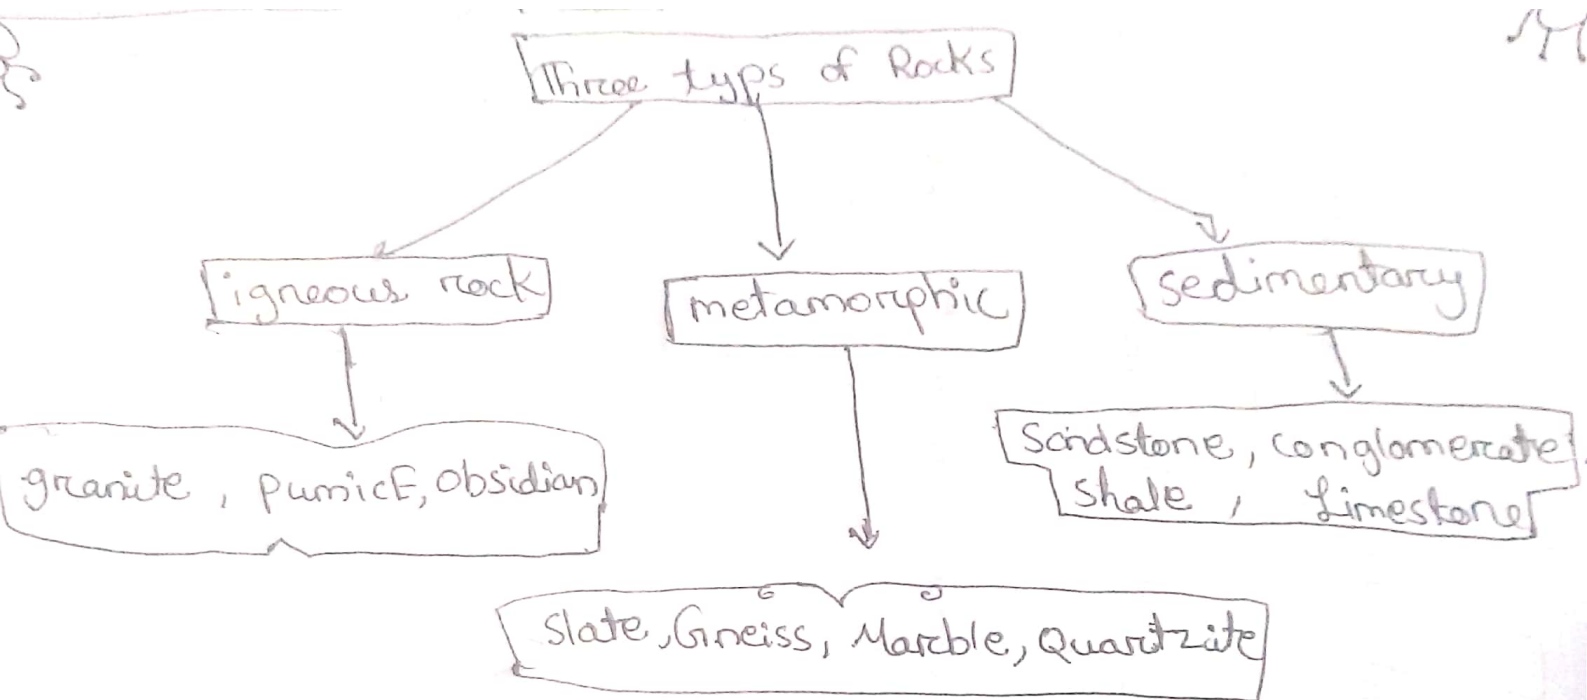 Three typs of Rocks
igneous rock
metamorphic
sedimentary
granite, pumicE, obsidian
Sandstone, conglomerate
shale, Limestone
Slate, Gneiss, Marble, Quartzite